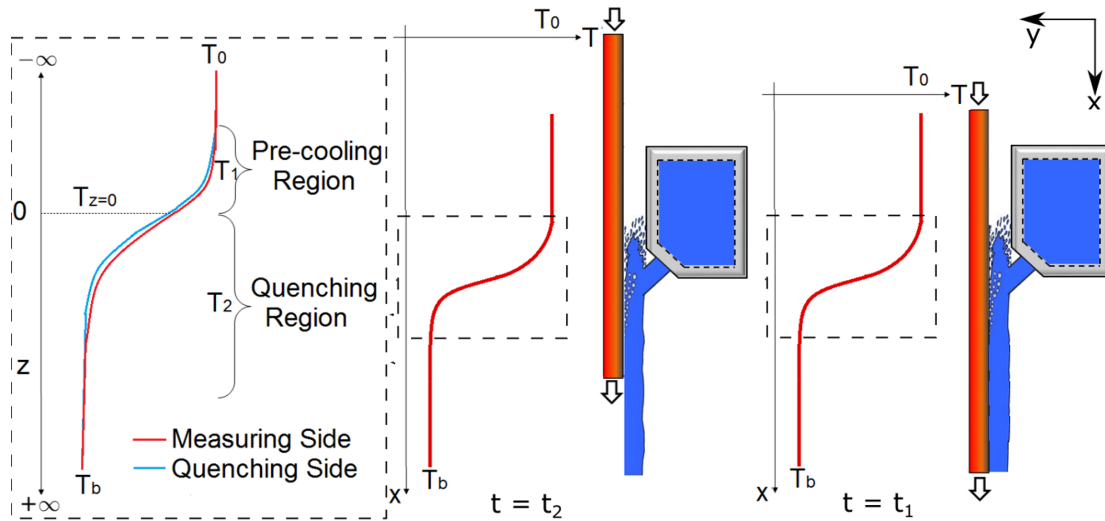 −∞
T0
T1
Pre-cooling
Region
Tz=0
0
T2
Quenching
Region
z
Measuring Side
Quenching Side
Tb
+∞
T0
T
Tb
x
t = t2
T0
T
Tb
x
t = t1
y
x